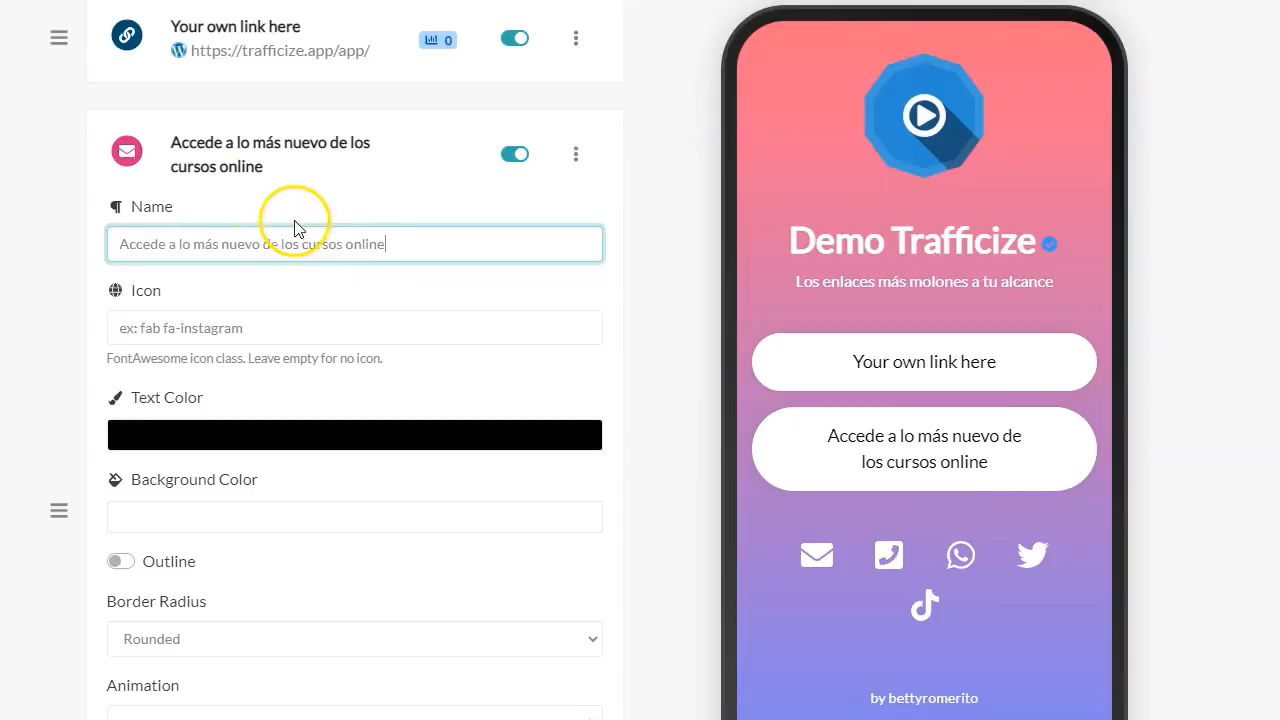 Your own link here
https://trafficize.app/app/
0
Accede a lo más nuevo de los
cursos online
Name
Accede a lo más nuevo de los cursos online
Icon
ex: fab fa-instagram
FontAwesome icon class. Leave empty for no icon.
Text Color
Background Color
Outline
Border Radius
Rounded
Animation
Demo Trafficize
Los enlaces más molones a tu alcance
Your own link here
Accede a lo más nuevo de
los cursos online
by bettyromerito